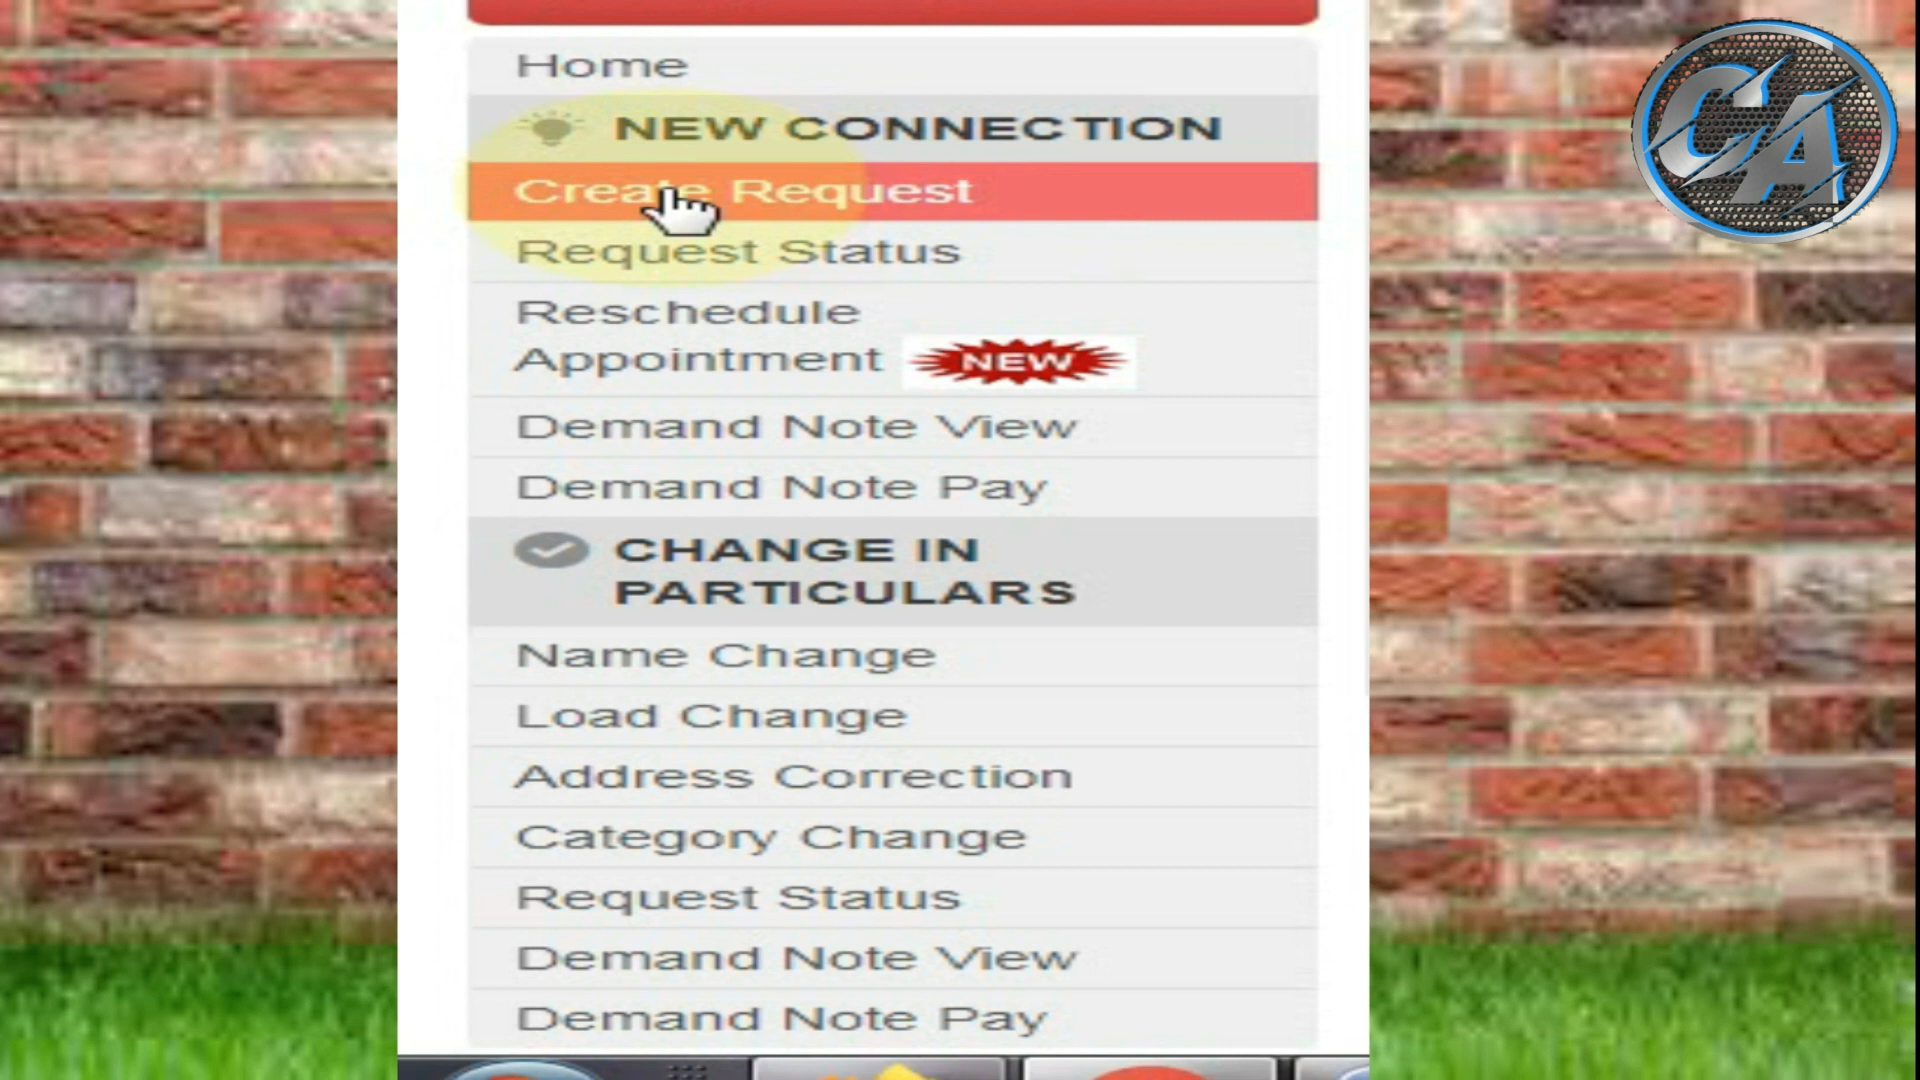 CA
Home
NEW CONNECTION
Create Request
Request Status
Reschedule
Appointment NEW
Demand Note View
Demand Note Pay
CHANGE IN
PARTICULARS
Name Change
Load Change
Address Correction
Category Change
Request Status
Demand Note View
Demand Note Pay